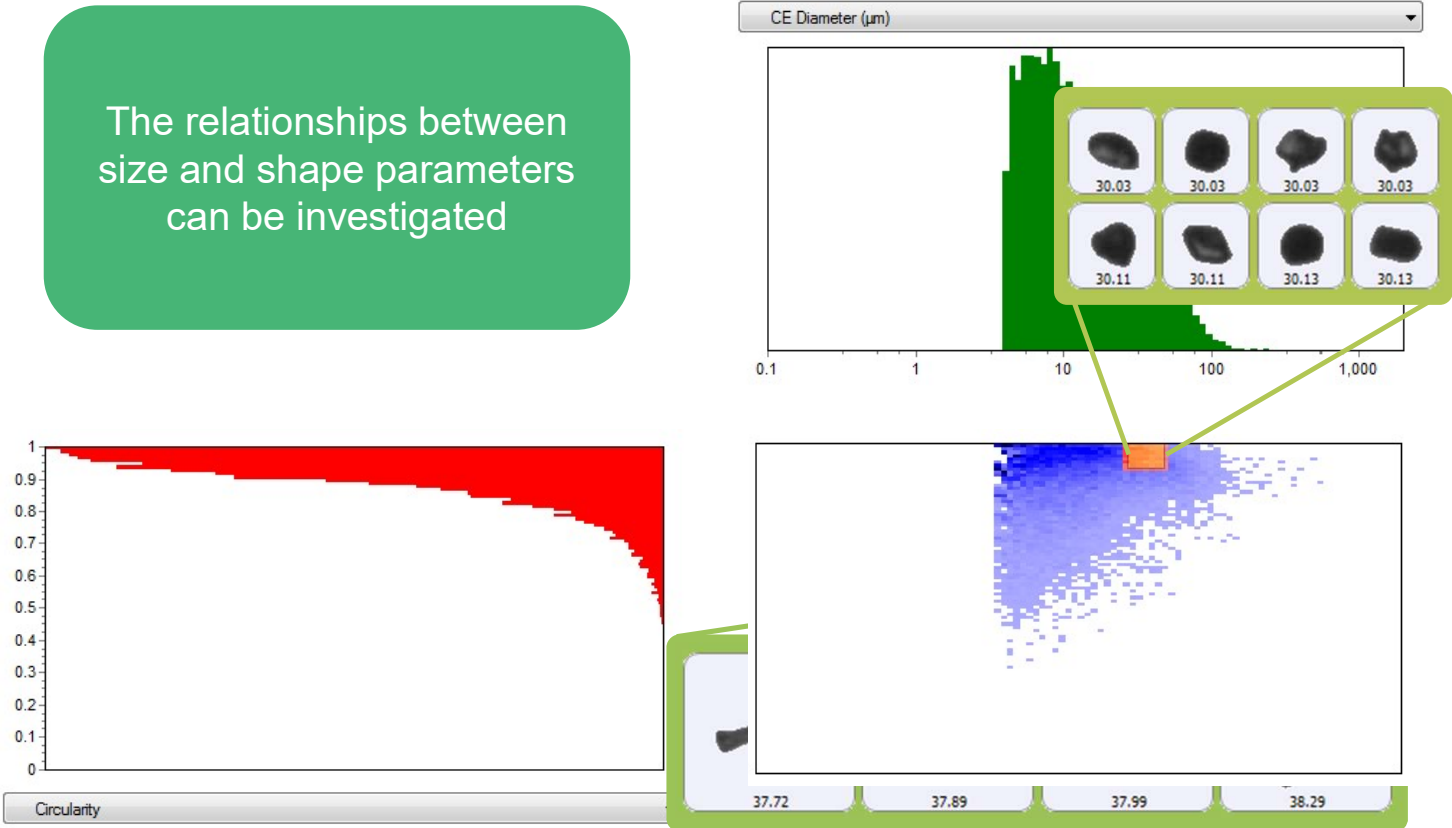 The relationships between
size and shape parameters
can be investigated
CE Diameter (µm)
30.03 30.03 30.03 30.03
30.11 30.11 30.13 30.13
0.1 1 10 100 1,000
1
0.9
0.8
0.7
0.6
0.5
0.4
0.3
0.2
0.1
0
Circularity
37.72 37.89 37.99 38.29